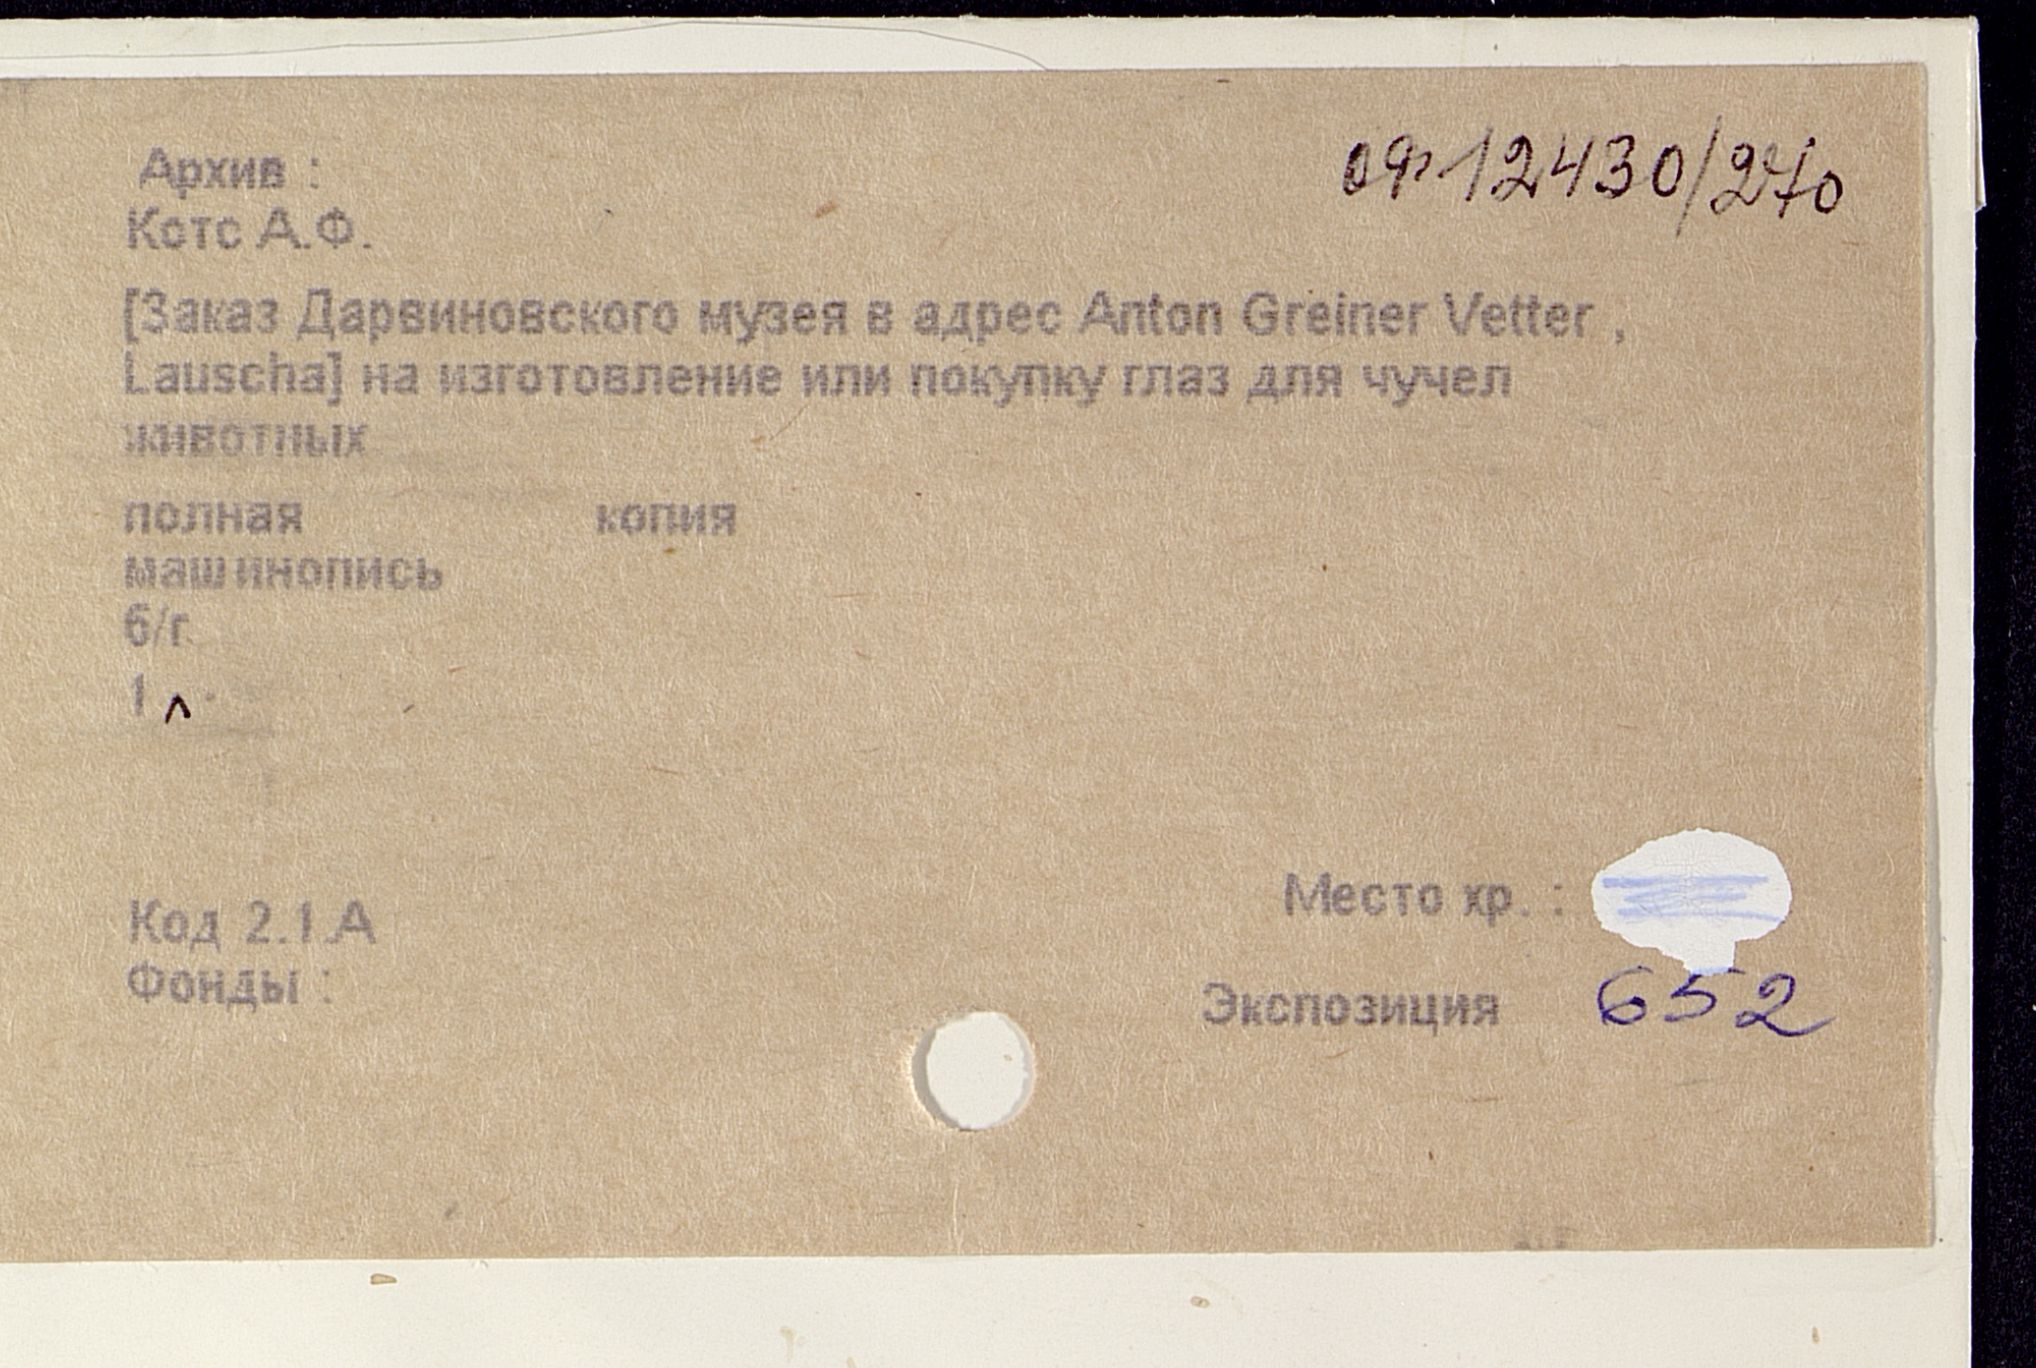 Архив :
оф 12430/270
Котс А.Ф.
[Заказ Дарвиновского музея в адрес Anton Greiner Vetter ,
Lauscha] на изготовление или покупку глаз для чучел
животных
полная копия
машинопись
б/г
1 л
Место хр. :
Код 2.1.А
Фонды :
Экспозиция 652